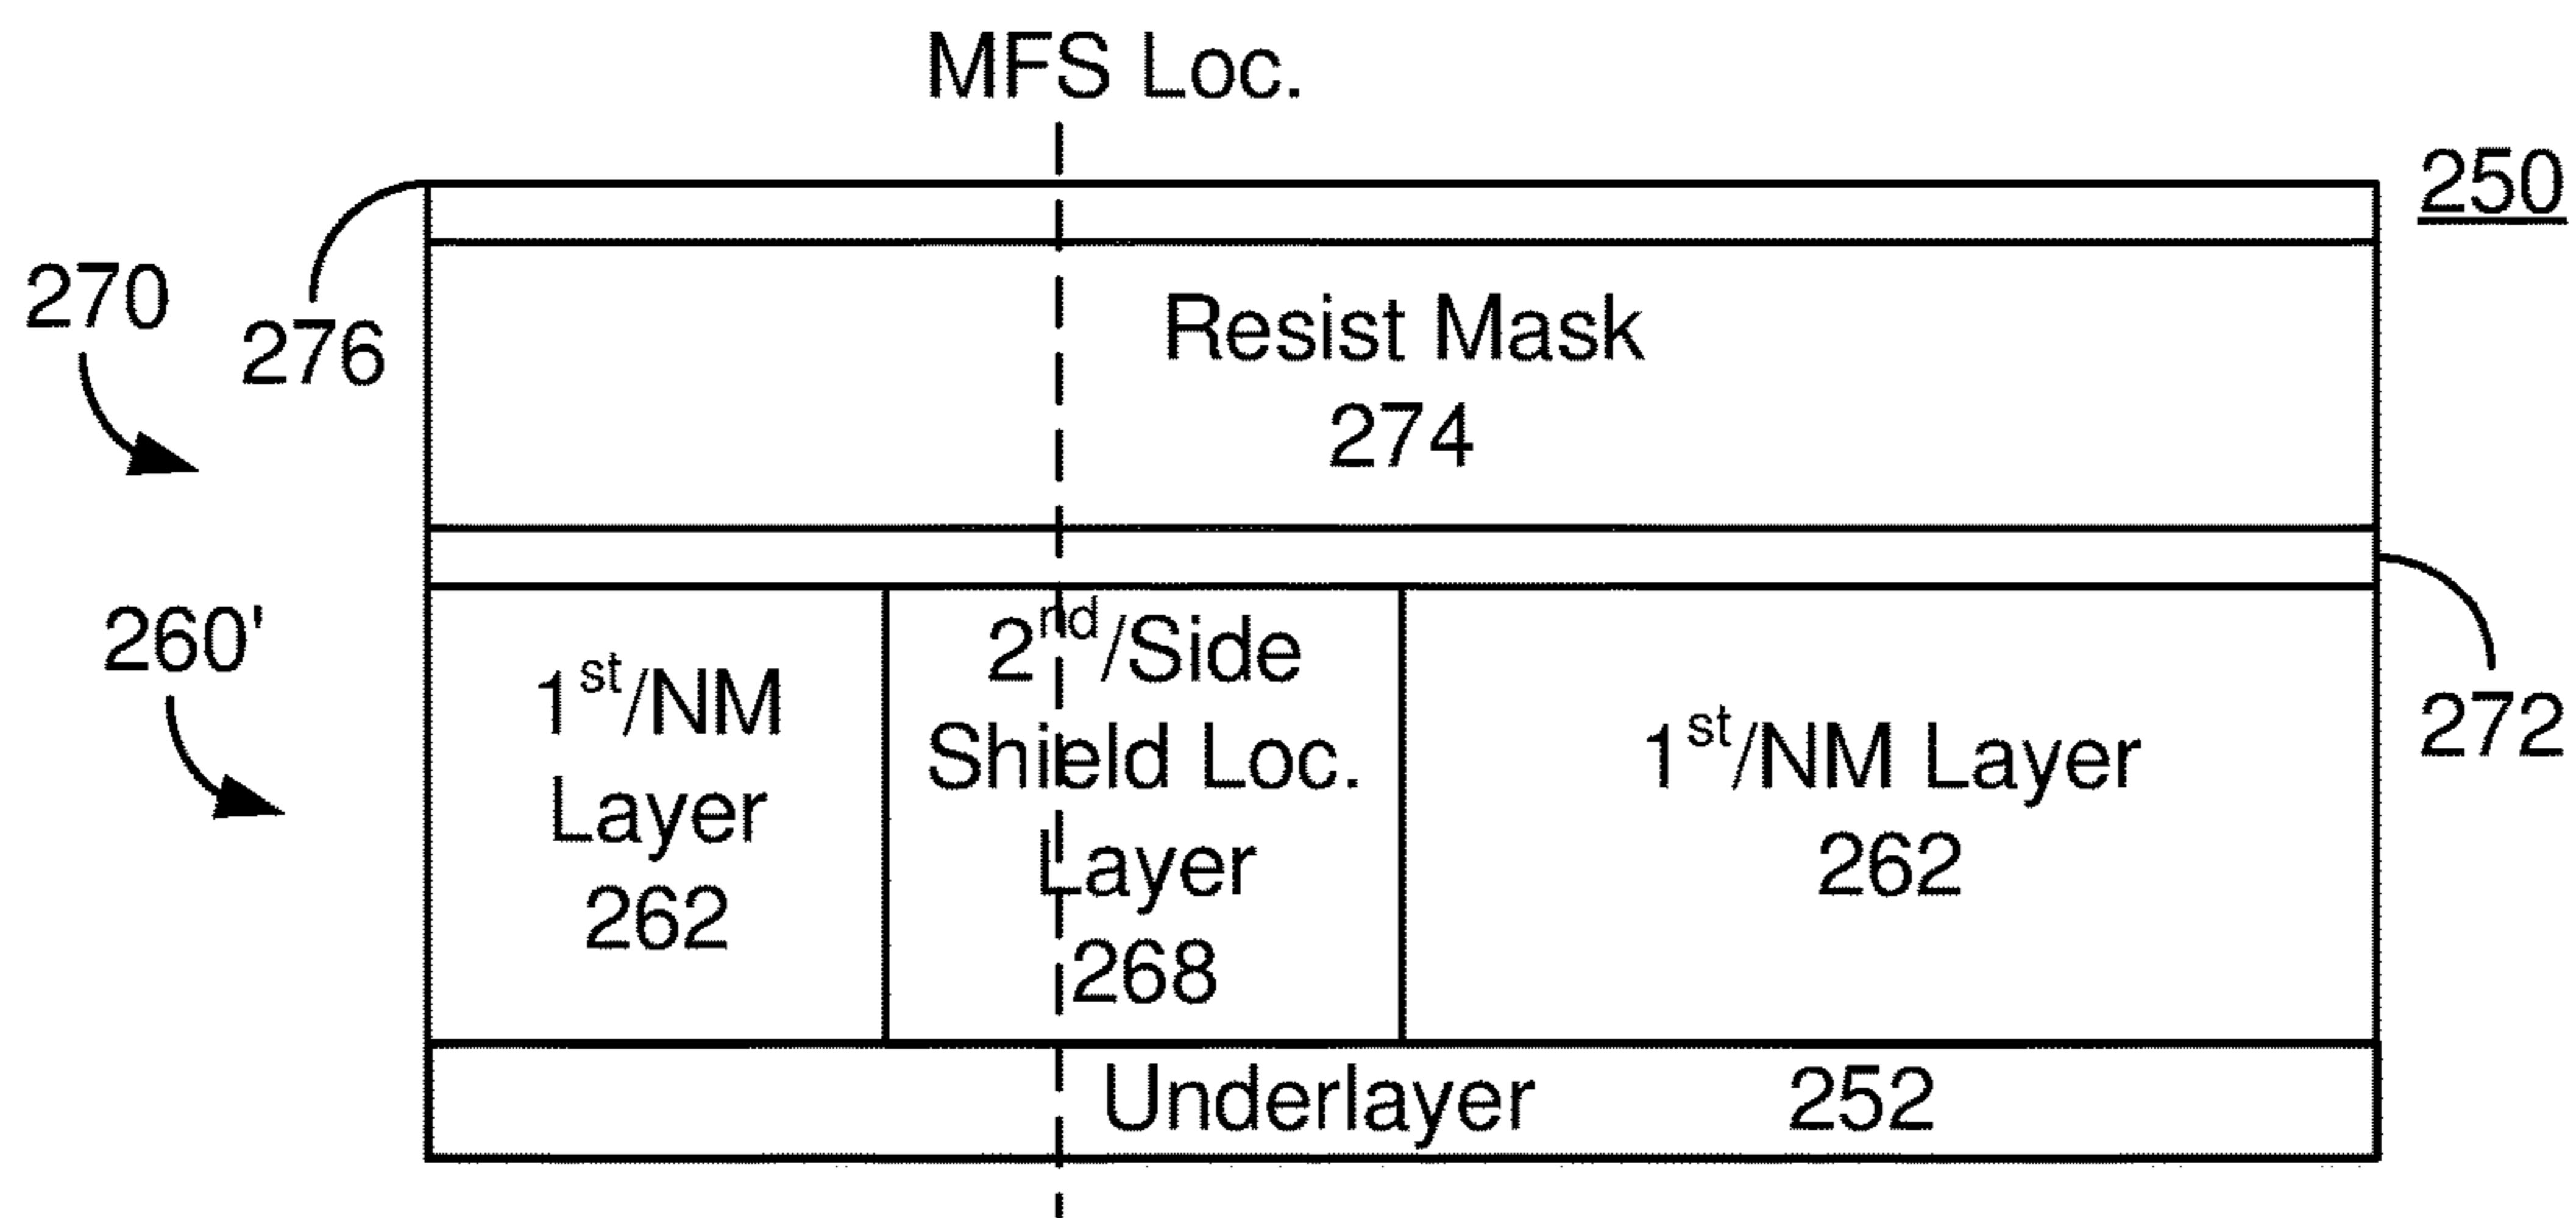 MFS Loc.
250
270
276
Resist Mask
274
260'
1st/NM
Layer
262
2nd/Side
Shield Loc.
Layer
268
1st/NM Layer
262
272
Underlayer 252